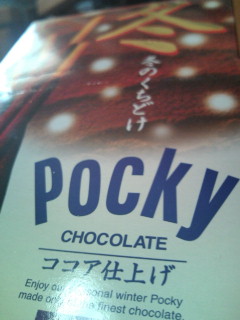 冬
冬のくちどけ
Pocky
CHOCOLATE
ココア仕上げ
Enjoy our seasonal winter Pocky
made only the finest chocolate.